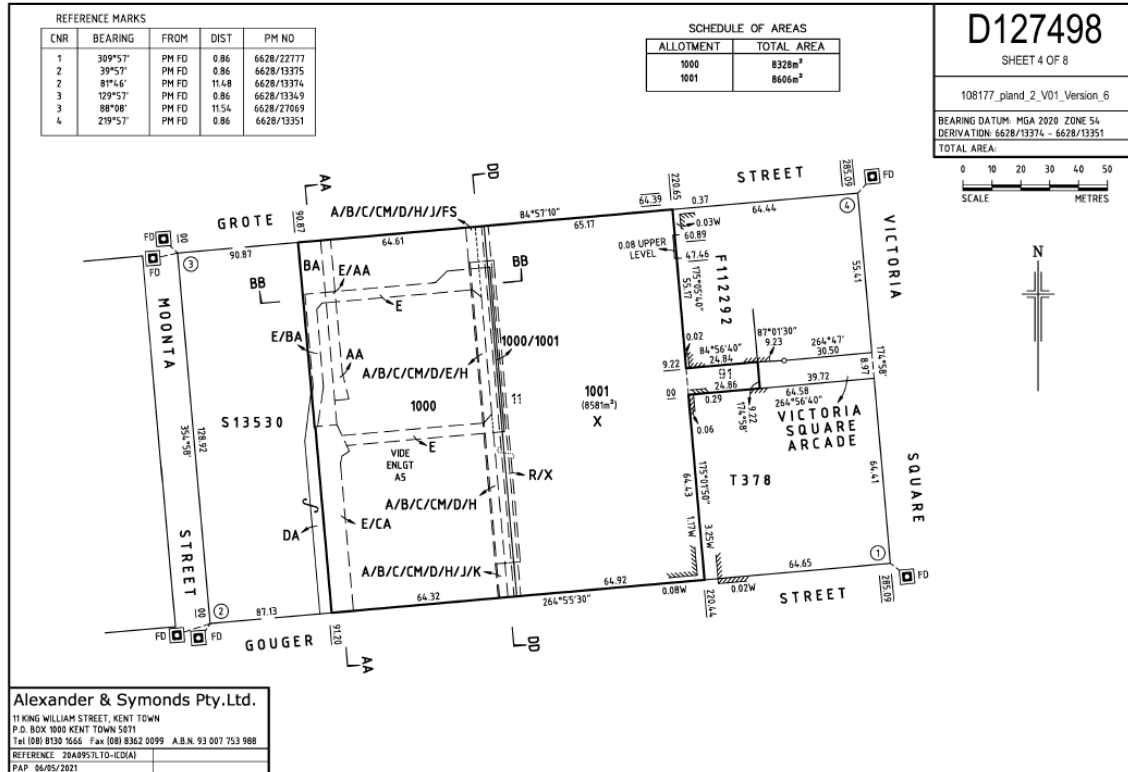 REFERENCE MARKS
CNR BEARING FROM DIST PM NO
1 309°57' PM FD 0.86 6628/22777
2 39°57' PM FD 0.86 6628/13375
2 81°46' PM FD 11.48 6628/13374
3 129°57' PM FD 0.86 6628/13349
3 88°08' PM FD 11.54 6628/27069
4 219°57' PM FD 0.86 6628/13351
SCHEDULE OF AREAS
ALLOTMENT TOTAL AREA
1000 8328m²
1001 8606m²
D127498
SHEET 4 OF 8
108177_pland_2_V01_Version_6
BEARING DATUM: MGA 2020 ZONE 54
DERIVATION: 6628/13374 - 6628/13351
TOTAL AREA:
0 10 20 30 40 50
SCALE METRES
N
GROTE STREET
AA
DD
A/B/C/CM/D/H/J/FS
84°57'10"
64.39
220.65
0.37
64.44
285.09
FD
4
FD
00
FD
3
90.87
90.87
64.61
65.17
0.03W
60.89
47.46
0.08 UPPER
LEVEL
BB
BA
E/AA
BB
E
F112292
175°05'40"
55.17
55.41
VICTORIA
MOONTA
E/BA
AA
1000/1001
A/B/C/CM/D/E/H
0.02
84°56'40"
24.84
87°01'30"
9.23
264°47'
30.50
9.22
91
24.86
39.72
8.97
174°58'
00
0.29
9.22
174°58'
64.58
264°56'40"
0.06
VICTORIA
SQUARE
ARCADE
S13530
1000
11
1001
(8581m²)
X
354°58'
128.92
E
VIDE
ENLGT
A5
R/X
A/B/C/CM/D/H
T378
175°01'50"
64.43
64.41
SQUARE
DA
E/CA
A/B/C/CM/D/H/J/K
1.17W
3.25W
STREET
00
2
FD
FD
87.13
91.20
64.32
264°55'30"
64.92
0.08W
220.44
0.02W
64.65
1
285.09
FD
GOUGER STREET
AA
DD
Alexander & Symonds Pty.Ltd.
11 KING WILLIAM STREET, KENT TOWN
P.O. BOX 1000 KENT TOWN 5071
Tel (08) 8130 1666 Fax (08) 8362 0099 A.B.N. 93 007 753 988
REFERENCE 20A0957LTO-ICD(A)
PAP 06/05/2021